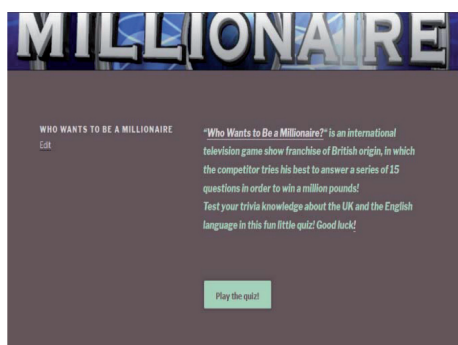 MILLIONAIRE
WHO WANTS TO BE A MILLIONAIRE
Edit
"Who Wants to Be a Millionaire?" is an international
television game show franchise of British origin, in which
the competitor tries his best to answer a series of 15
questions in order to win a million pounds!
Test your trivia knowledge about the UK and the English
language in this fun little quiz! Good luck!
Play the quiz!